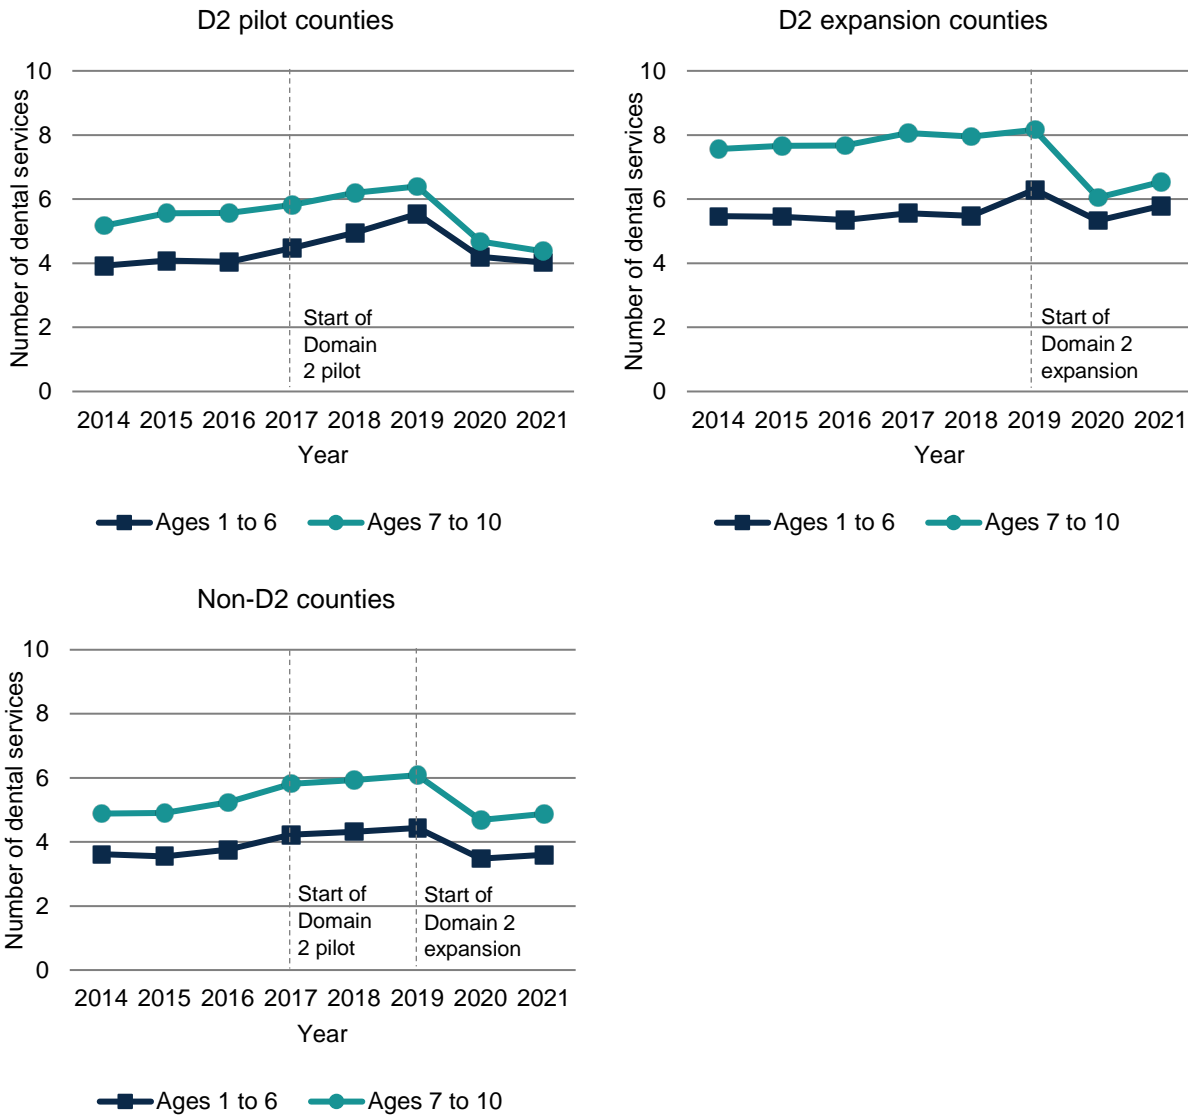 D2 pilot counties
Number of dental services
10
8
6
4
2
0
Start of
Domain
2 pilot
2014 2015 2016 2017 2018 2019 2020 2021
Year
Ages 1 to 6 Ages 7 to 10
D2 expansion counties
Number of dental services
10
8
6
4
2
0
Start of
Domain 2
expansion
2014 2015 2016 2017 2018 2019 2020 2021
Year
Ages 1 to 6 Ages 7 to 10
Non-D2 counties
Number of dental services
10
8
6
4
2
0
Start of
Domain
2 pilot
Start of
Domain 2
expansion
2014 2015 2016 2017 2018 2019 2020 2021
Year
Ages 1 to 6 Ages 7 to 10